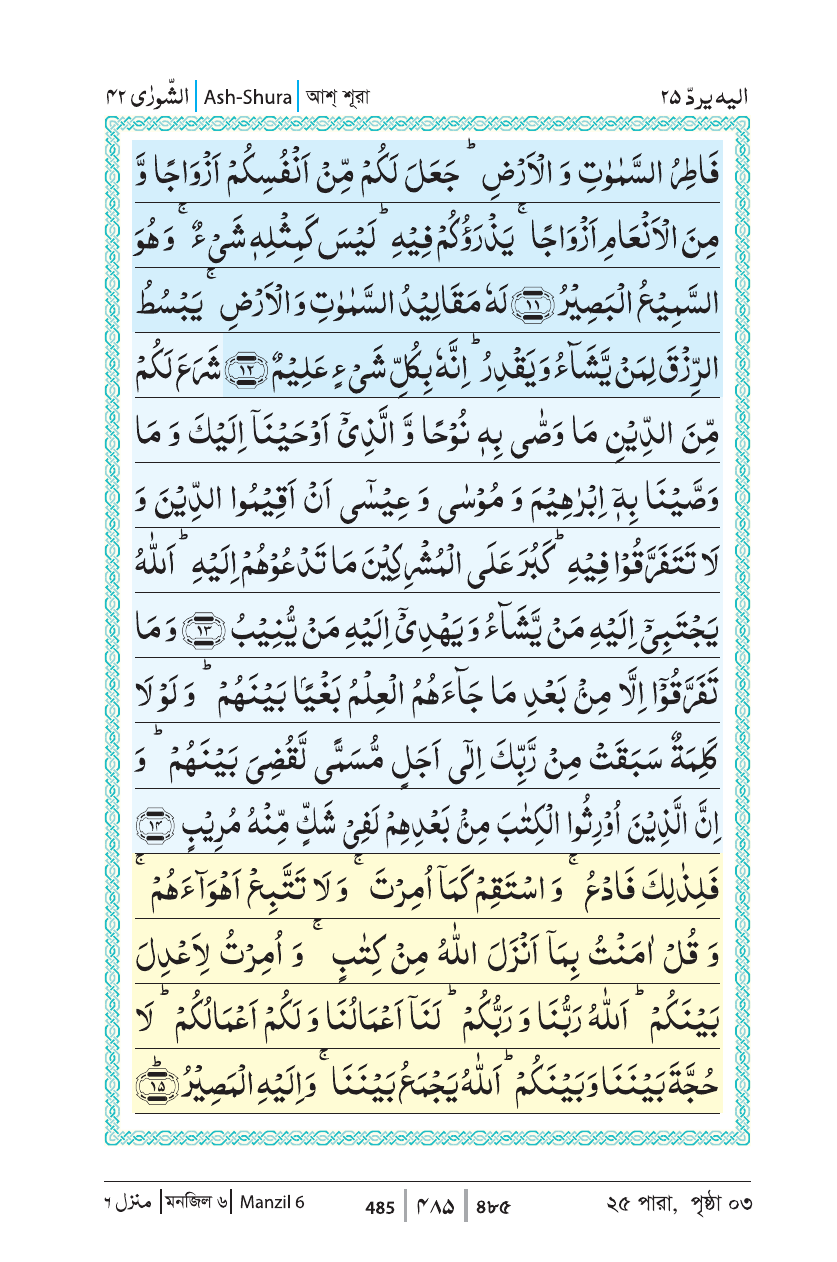 الشّورٰی ۴۲ | Ash-Shura | আশ্ শূরা
الیه یردّ ۲۵
فَاطِرُ السَّمٰوٰتِ وَ الۡاَرۡضِ ؕ جَعَلَ لَکُمۡ مِّنۡ اَنۡفُسِکُمۡ اَزۡوَاجًا وَّ
مِنَ الۡاَنۡعَامِ اَزۡوَاجًا ۚ یَذۡرَؤُکُمۡ فِیۡهِ ؕ لَیۡسَ کَمِثۡلِهٖ شَیۡءٌ ۚ وَ هُوَ
السَّمِیۡعُ الۡبَصِیۡرُ ﴿۱۱﴾ لَهٗ مَقَالِیۡدُ السَّمٰوٰتِ وَ الۡاَرۡضِ ۚ یَبۡسُطُ
الرِّزۡقَ لِمَنۡ یَّشَآءُ وَ یَقۡدِرُ ؕ اِنَّهٗ بِکُلِّ شَیۡءٍ عَلِیۡمٌ ﴿۱۲﴾ شَرَعَ لَکُمۡ
مِّنَ الدِّیۡنِ مَا وَصّٰی بِهٖ نُوۡحًا وَّ الَّذِیۡۤ اَوۡحَیۡنَاۤ اِلَیۡكَ وَ مَا
وَصَّیۡنَا بِهٖۤ اِبۡرٰهِیۡمَ وَ مُوۡسٰی وَ عِیۡسٰۤی اَنۡ اَقِیۡمُوا الدِّیۡنَ وَ
لَا تَتَفَرَّقُوۡا فِیۡهِ ؕ کَبُرَ عَلَی الۡمُشۡرِکِیۡنَ مَا تَدۡعُوۡهُمۡ اِلَیۡهِ ؕ اَللّٰهُ
یَجۡتَبِیۡۤ اِلَیۡهِ مَنۡ یَّشَآءُ وَ یَهۡدِیۡۤ اِلَیۡهِ مَنۡ یُّنِیۡبُ ﴿۱۳﴾ وَ مَا
تَفَرَّقُوۡۤا اِلَّا مِنۡۢ بَعۡدِ مَا جَآءَهُمُ الۡعِلۡمُ بَغۡیًۢا بَیۡنَهُمۡ ؕ وَ لَوۡ لَا
کَلِمَةٌ سَبَقَتۡ مِنۡ رَّبِّكَ اِلٰۤی اَجَلٍ مُّسَمًّی لَّقُضِیَ بَیۡنَهُمۡ ؕ وَ
اِنَّ الَّذِیۡنَ اُوۡرِثُوا الۡکِتٰبَ مِنۡۢ بَعۡدِهِمۡ لَفِیۡ شَكٍّ مِّنۡهُ مُرِیۡبٍ ﴿۱۴﴾
فَلِذٰلِكَ فَادۡعُ ۚ وَ اسۡتَقِمۡ کَمَاۤ اُمِرۡتَ ۚ وَ لَا تَتَّبِعۡ اَهۡوَآءَهُمۡ ۚ
وَ قُلۡ اٰمَنۡتُ بِمَاۤ اَنۡزَلَ اللّٰهُ مِنۡ کِتٰبٍ ۚ وَ اُمِرۡتُ لِاَعۡدِلَ
بَیۡنَکُمۡ ؕ اَللّٰهُ رَبُّنَا وَ رَبُّکُمۡ ؕ لَنَاۤ اَعۡمَالُنَا وَ لَکُمۡ اَعۡمَالُکُمۡ ؕ لَا
حُجَّةَ بَیۡنَنَا وَ بَیۡنَکُمۡ ؕ اَللّٰهُ یَجۡمَعُ بَیۡنَنَا ۚ وَ اِلَیۡهِ الۡمَصِیۡرُ ﴿ؕ۱۵﴾
منزل ۶ | মনজিল ৬ | Manzil 6
485 | ۴۸۵ | ৪৮৫
২৫ পারা, পৃষ্ঠা ০৩